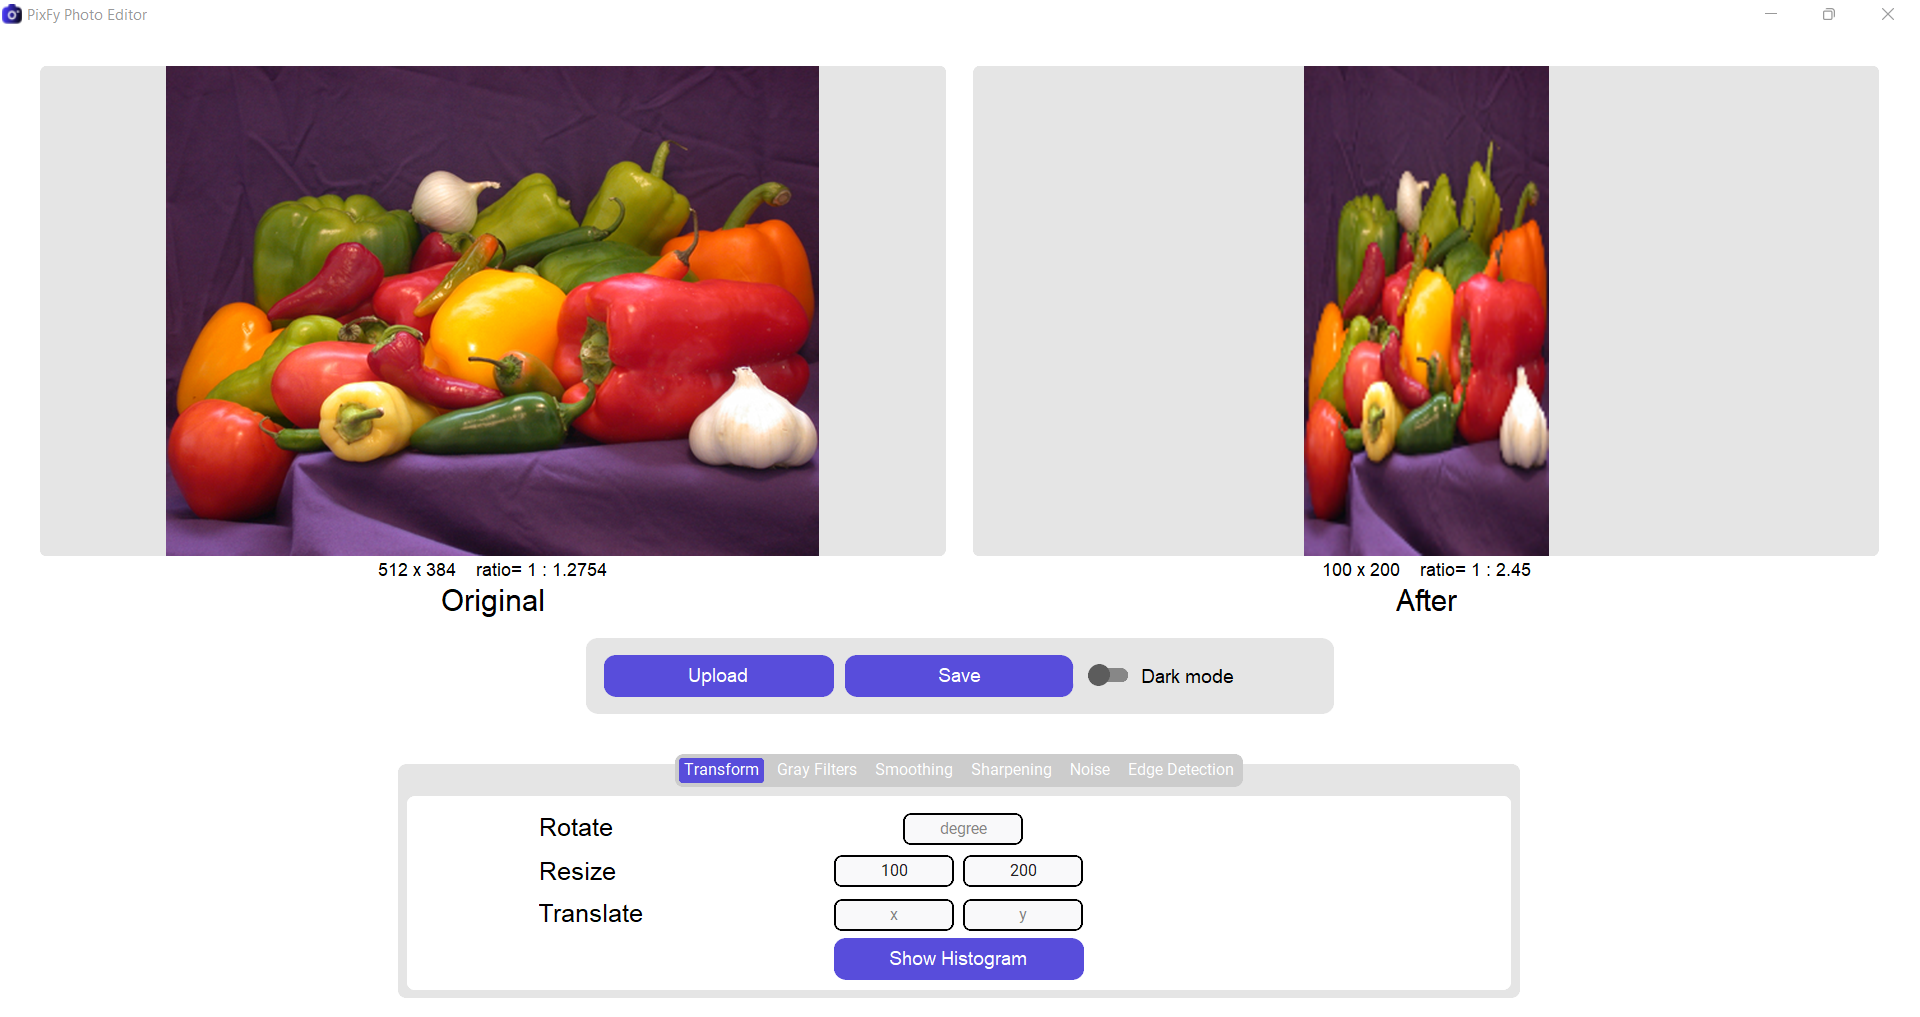 PixFy Photo Editor
512 x 384 ratio= 1 : 1.2754
Original
100 x 200 ratio= 1 : 2.45
After
Upload
Save
Dark mode
Transform Gray Filters Smoothing Sharpening Noise Edge Detection
Rotate degree
Resize 100 200
Translate x y
Show Histogram